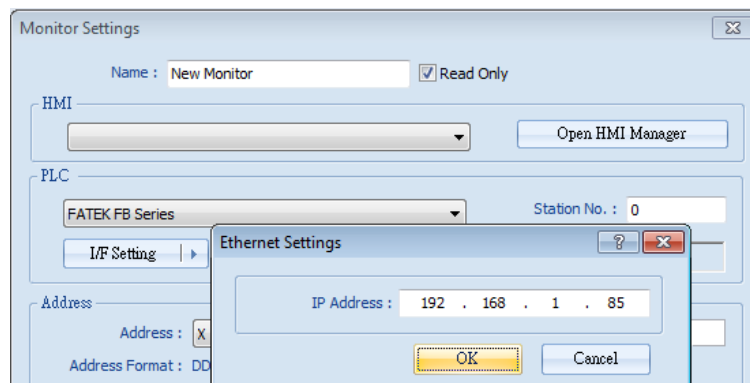 Monitor Settings
Name : New Monitor Read Only
HMI
Open HMI Manager
PLC
FATEK FB Series Station No. : 0
I/F Setting
Ethernet Settings
IP Address : 192 . 168 . 1 . 85
Address
Address : X
OK Cancel
Address Format : DD